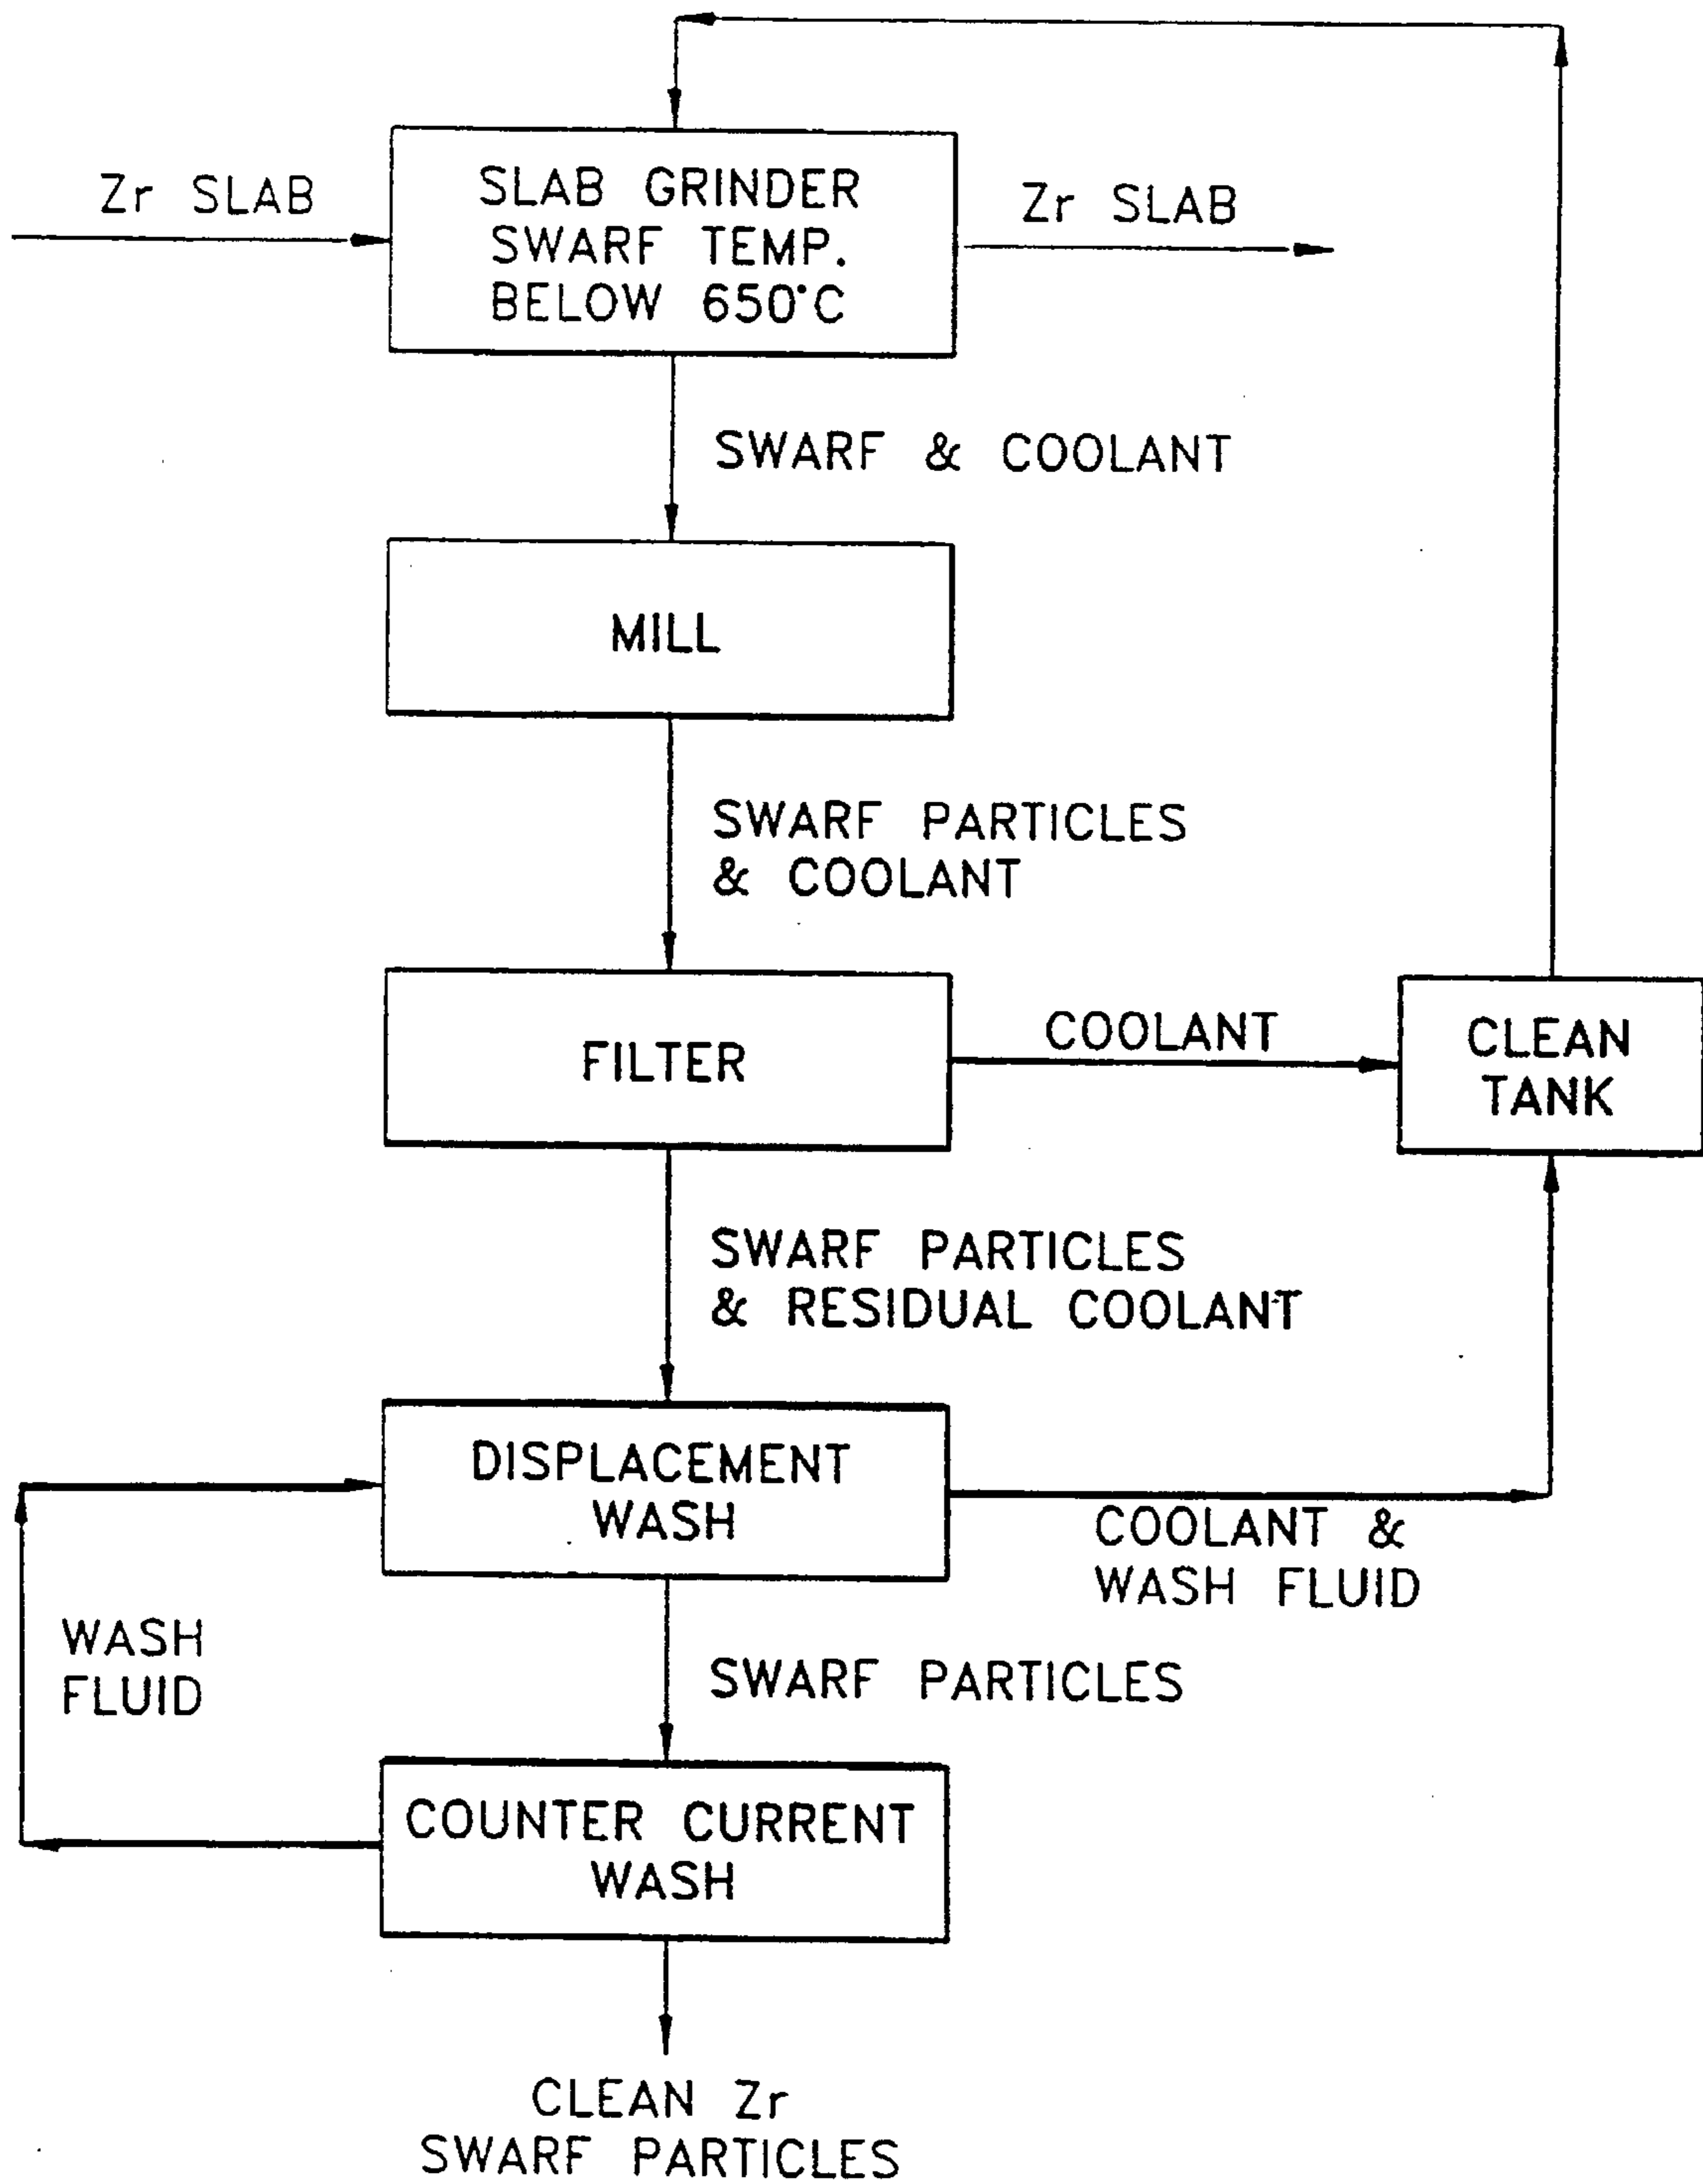 Zr SLAB
SLAB GRINDER
SWARF TEMP.
BELOW 650°C
Zr SLAB
SWARF & COOLANT
MILL
SWARF PARTICLES
& COOLANT
FILTER
COOLANT
CLEAN
TANK
SWARF PARTICLES
& RESIDUAL COOLANT
DISPLACEMENT
WASH
COOLANT &
WASH FLUID
WASH
FLUID
SWARF PARTICLES
COUNTER CURRENT
WASH
CLEAN Zr
SWARF PARTICLES